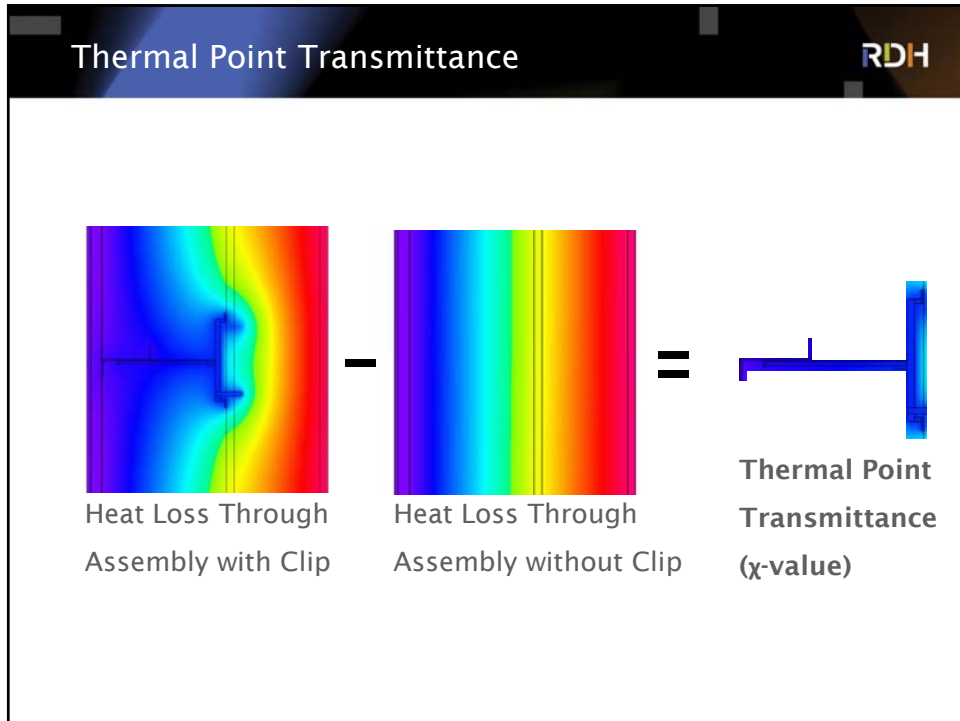 Thermal Point Transmittance
RDH
Heat Loss Through
Assembly with Clip
Heat Loss Through
Assembly without Clip
Thermal Point
Transmittance
(χ-value)